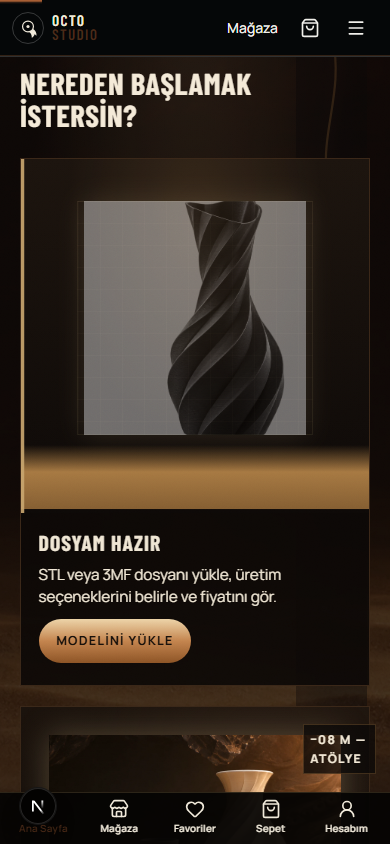 OCTO
STUDIO
Mağaza
NEREDEN BAŞLAMAK
İSTERSİN?
DOSYAM HAZIR
STL veya 3MF dosyanı yükle, üretim
seçeneklerini belirle ve fiyatını gör.
MODELİNİ YÜKLE
−08 M —
ATÖLYE
N
Ana Sayfa
Mağaza
Favoriler
Sepet
Hesabım